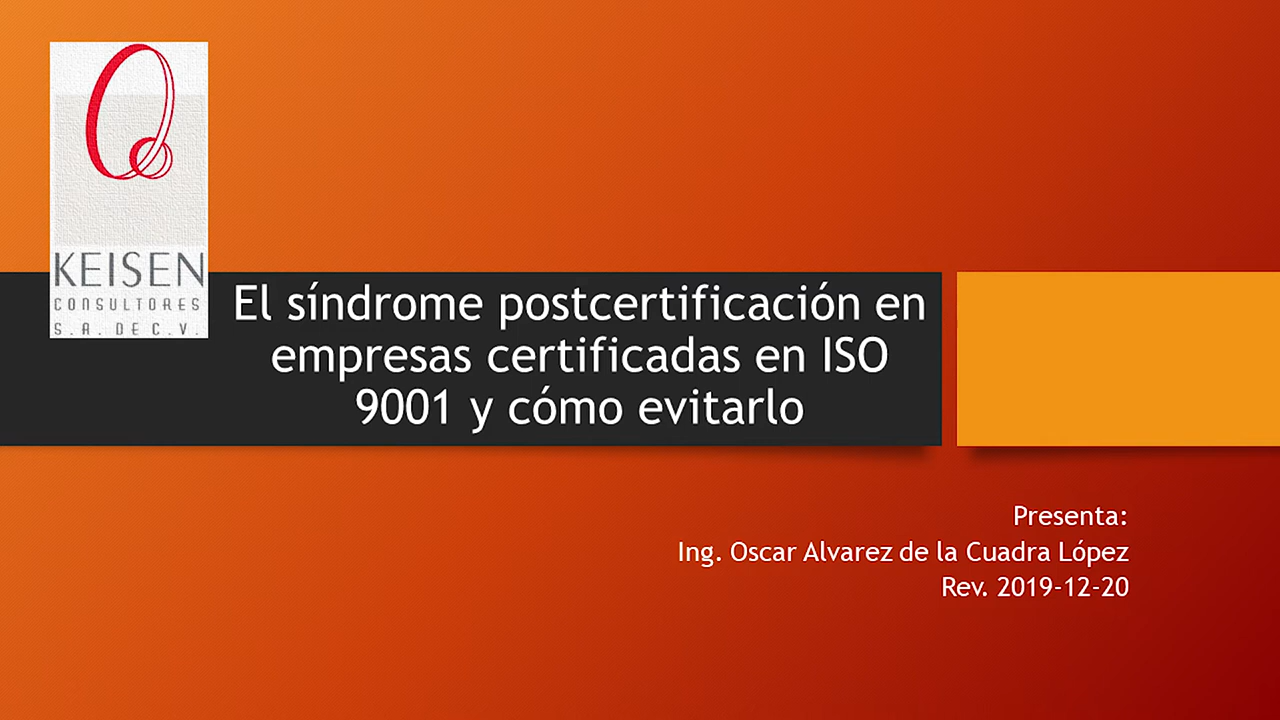 KEISEN
CONSULTORES
S.A. DE C.V.
El síndrome postcertificación en
empresas certificadas en ISO
9001 y cómo evitarlo
Presenta:
Ing. Oscar Alvarez de la Cuadra López
Rev. 2019-12-20